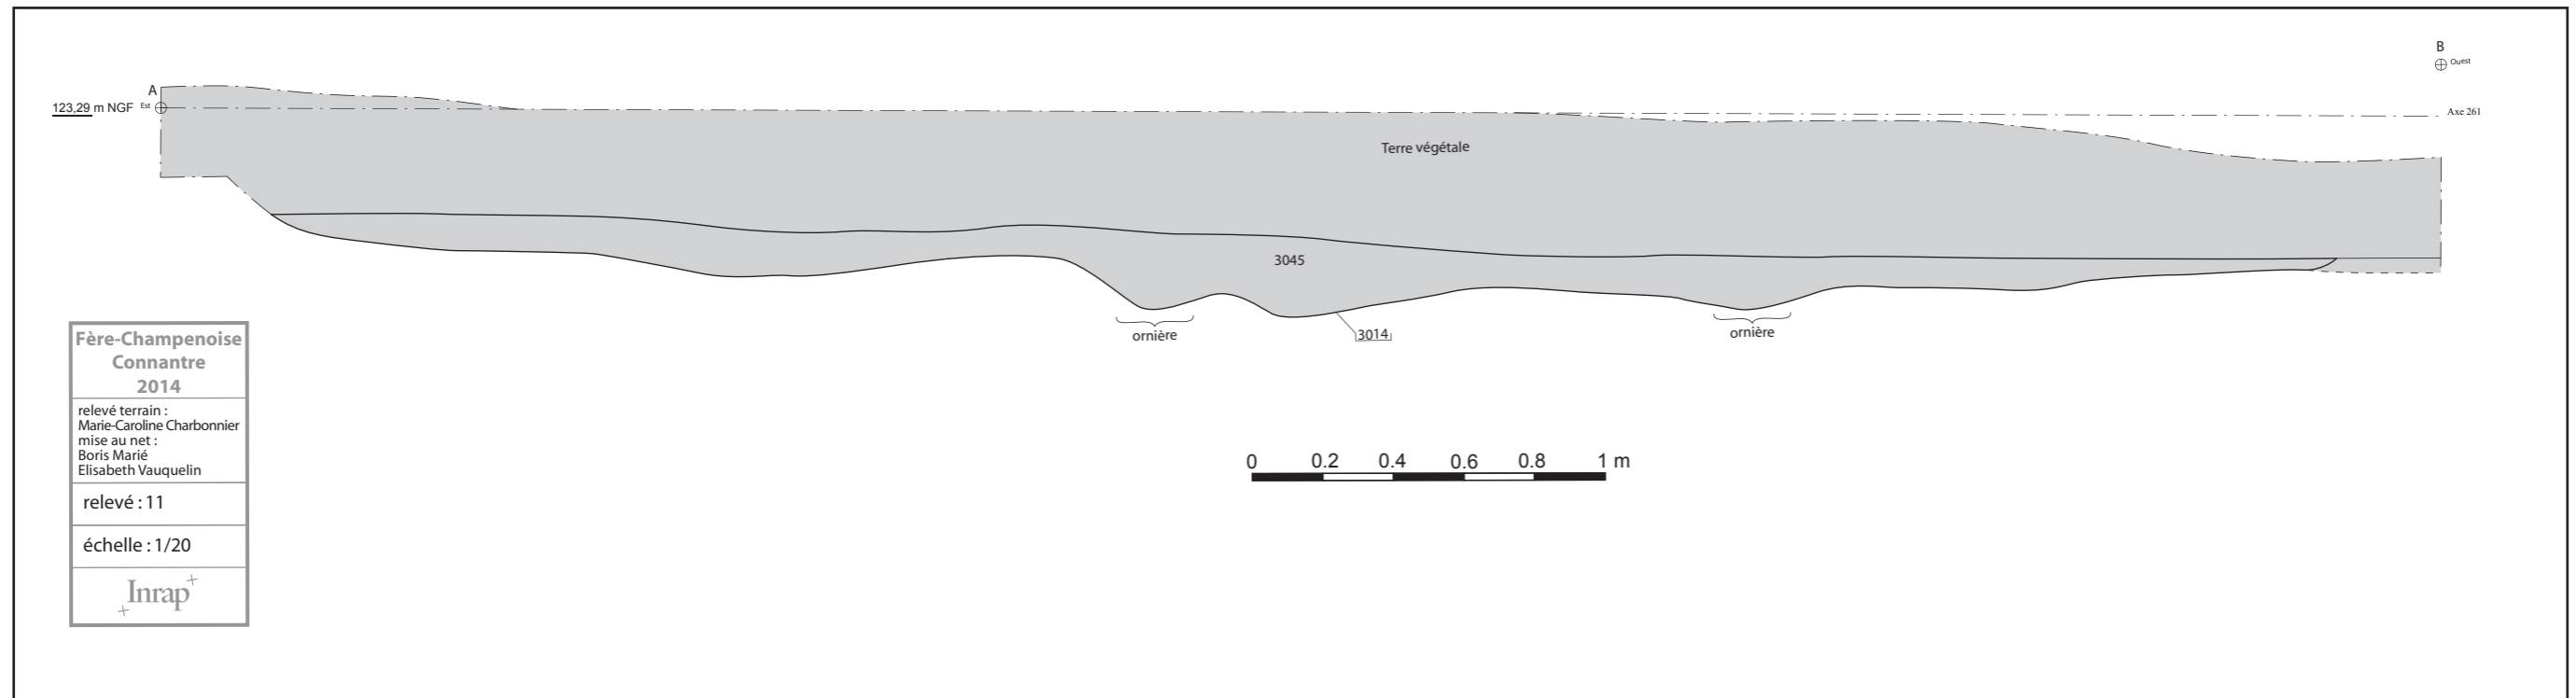 B
Ouest
A
123,29 m NGF Est
Axe 261
Terre végétale
3045
ornière
3014
ornière
Fère-Champenoise
Connantre
2014
relevé terrain :
Marie-Caroline Charbonnier
mise au net :
Boris Marié
Elisabeth Vauquelin
relevé : 11
échelle : 1/20
Inrap
0 0.2 0.4 0.6 0.8 1 m